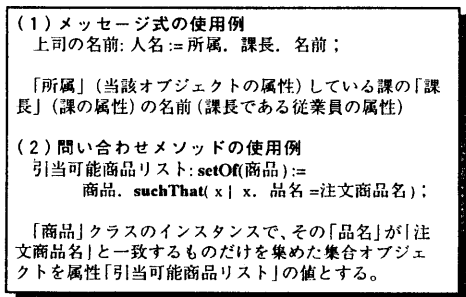 (1)メッセージ式の使用例
上司の名前:人名:=所属.課長.名前;
「所属」(当該オブジェクトの属性)している課の「課
長」(課の属性)の名前(課長である従業員の属性)
(2)問い合わせメソッドの使用例
引当可能商品リスト:setOf(商品):=
商品.suchThat( x | x. 品名=注文商品名);
「商品」クラスのインスタンスで、その「品名」が「注
文商品名」と一致するものだけを集めた集合オブジェ
クトを属性「引当可能商品リスト」の値とする。